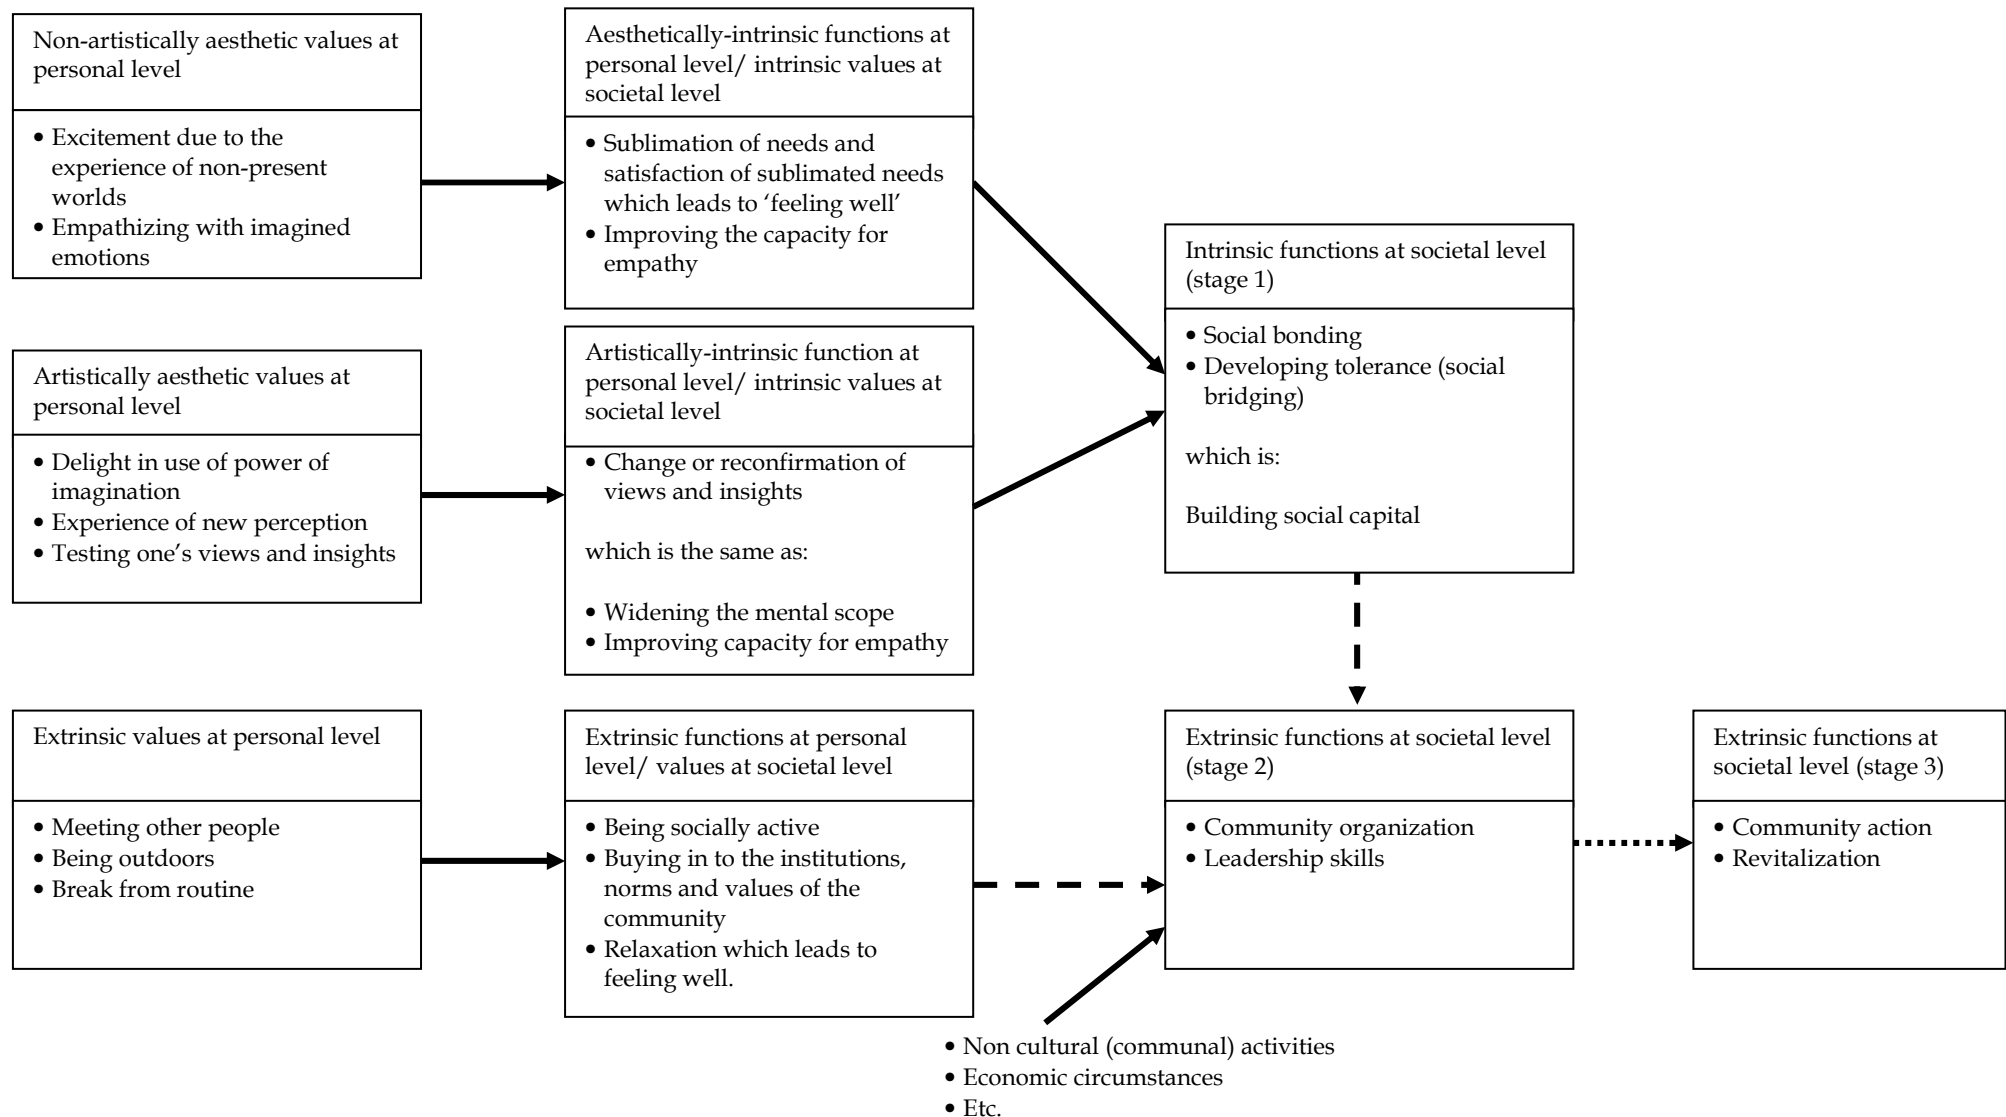 Non-artistically aesthetic values at
personal level
• Excitement due to the
experience of non-present
worlds
• Empathizing with imagined
emotions
Aesthetically-intrinsic functions at
personal level/ intrinsic values at
societal level
• Sublimation of needs and
satisfaction of sublimated needs
which leads to ‘feeling well’
• Improving the capacity for
empathy
Intrinsic functions at societal level
(stage 1)
• Social bonding
• Developing tolerance (social
bridging)
which is:
Building social capital
Artistically aesthetic values at
personal level
• Delight in use of power of
imagination
• Experience of new perception
• Testing one’s views and insights
Artistically-intrinsic function at
personal level/ intrinsic values at
societal level
• Change or reconfirmation of
views and insights
which is the same as:
• Widening the mental scope
• Improving capacity for empathy
Extrinsic values at personal level
• Meeting other people
• Being outdoors
• Break from routine
Extrinsic functions at personal
level/ values at societal level
• Being socially active
• Buying in to the institutions,
norms and values of the
community
• Relaxation which leads to
feeling well.
Extrinsic functions at societal level
(stage 2)
• Community organization
• Leadership skills
Extrinsic functions at
societal level (stage 3)
• Community action
• Revitalization
• Non cultural (communal) activities
• Economic circumstances
• Etc.